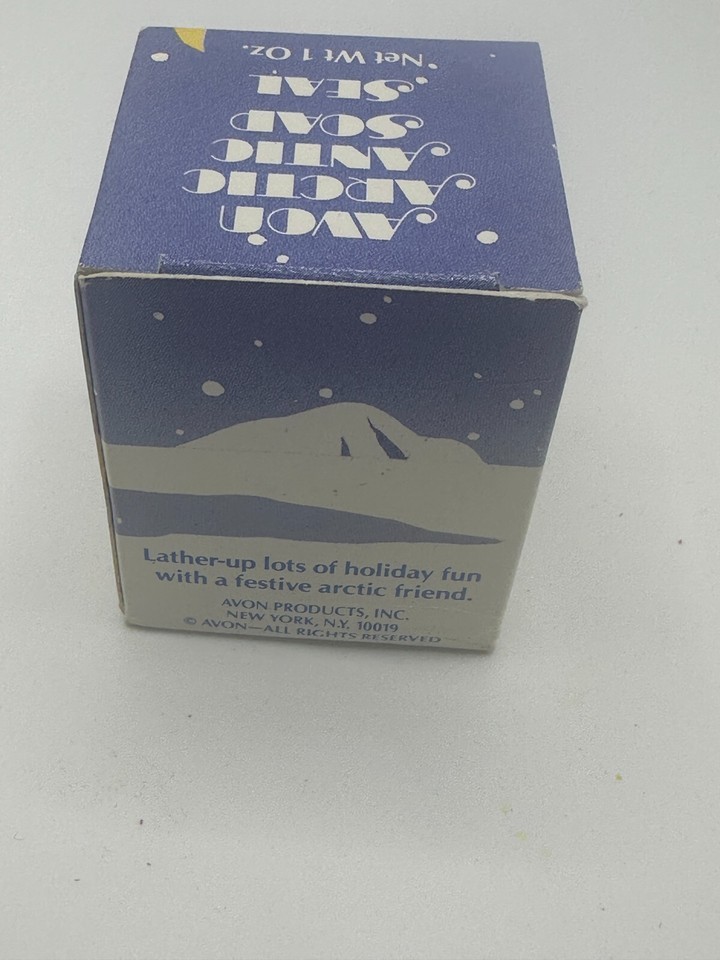 AVON
ARCTIC
ANTIC
SOAP
SEAL
Net Wt 1 Oz.
Lather-up lots of holiday fun
with a festive arctic friend.
AVON PRODUCTS, INC.
NEW YORK, N.Y. 10019
© AVON—ALL RIGHTS RESERVED